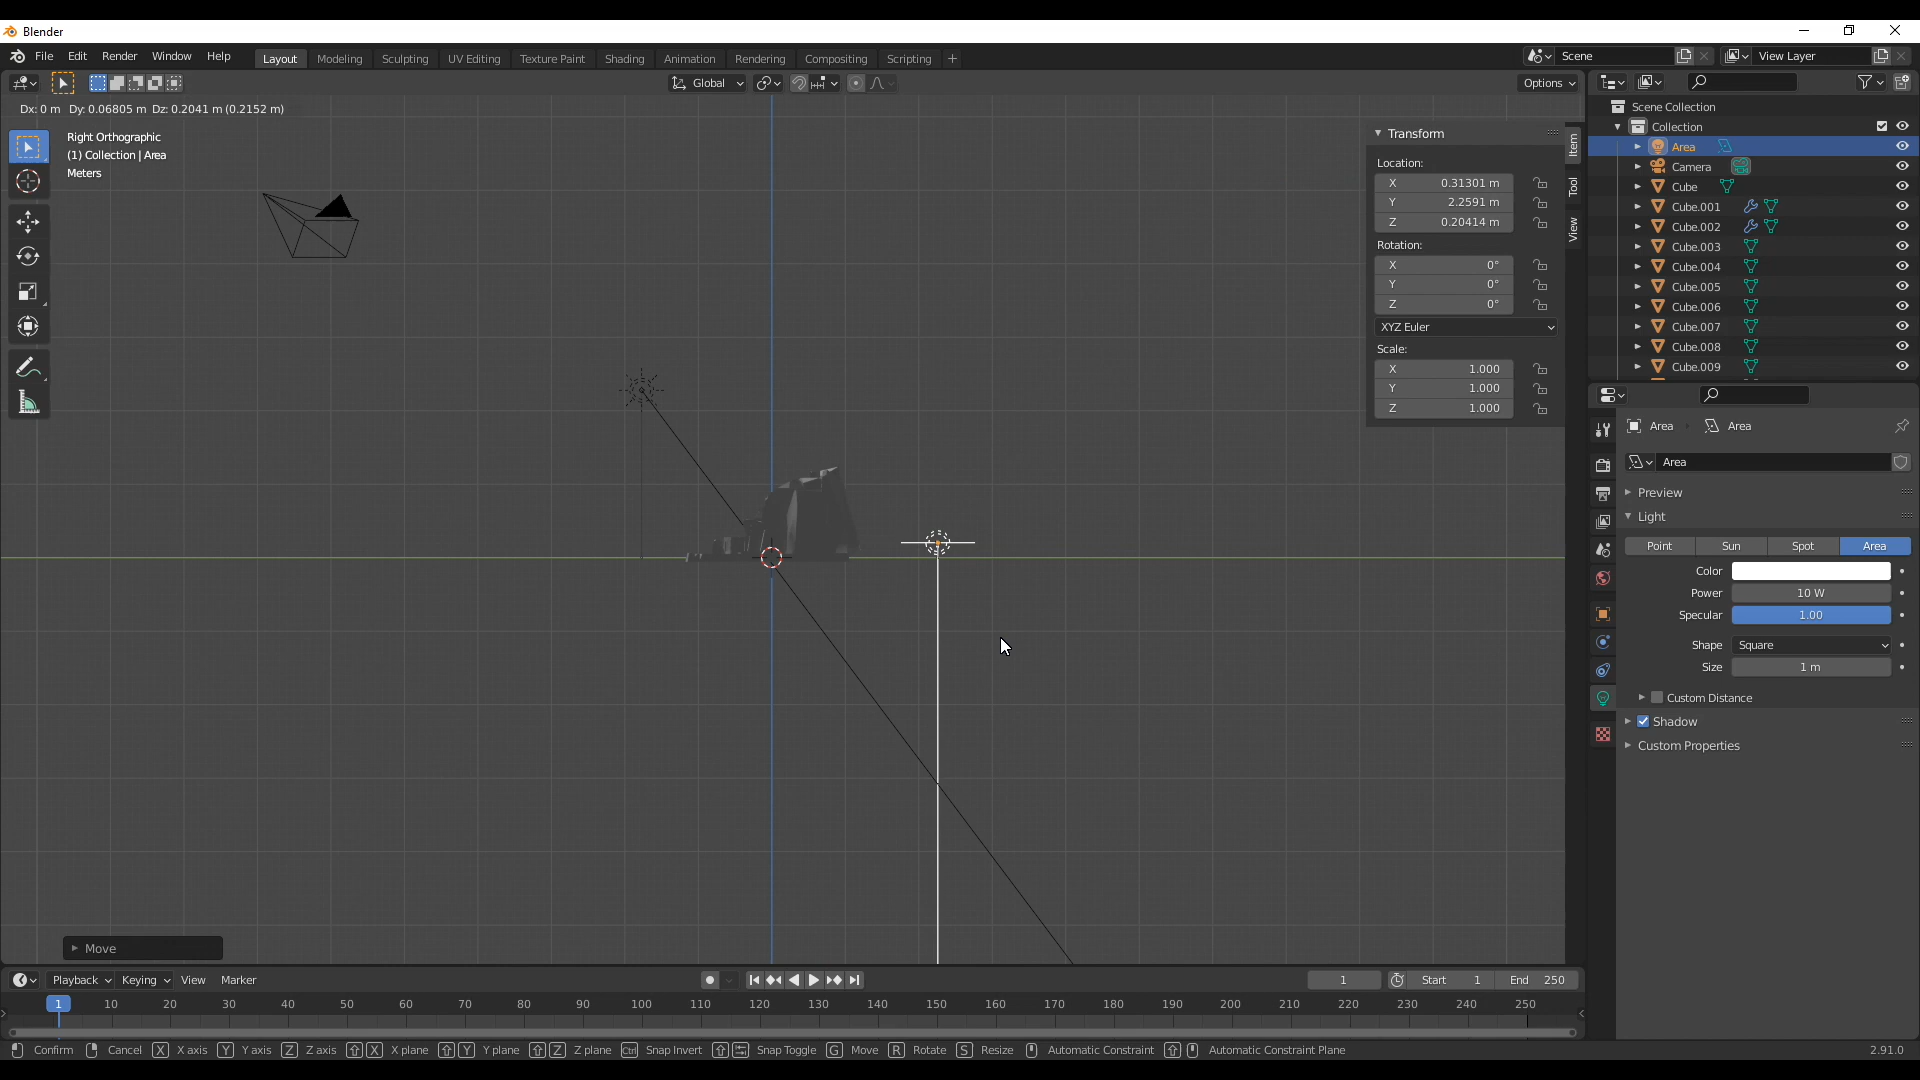 Blender
File Edit Render Window Help Layout Modeling Sculpting UV Editing Texture Paint Shading Animation Rendering Compositing Scripting + Scene View Layer
Global Options
Dx: 0 m Dy: 0.06805 m Dz: 0.2041 m (0.2152 m)
Right Orthographic
(1) Collection | Area
Meters
Transform
Location:
X 0.31301 m
Y 2.2591 m
Z 0.20414 m
Rotation:
X 0°
Y 0°
Z 0°
XYZ Euler
Scale:
X 1.000
Y 1.000
Z 1.000
Item
Tool
View
Scene Collection
Collection
Area
Camera
Cube
Cube.001
Cube.002
Cube.003
Cube.004
Cube.005
Cube.006
Cube.007
Cube.008
Cube.009
Area Area
Area
Preview
Light
Point Sun Spot Area
Color
Power 10 W
Specular 1.00
Shape Square
Size 1 m
Custom Distance
Shadow
Custom Properties
Move
Playback Keying View Marker 1 Start 1 End 250
1 10 20 30 40 50 60 70 80 90 100 110 120 130 140 150 160 170 180 190 200 210 220 230 240 250
Confirm Cancel X X axis Y Y axis Z Z axis X X plane Y Y plane Z Z plane Ctrl Snap Invert Snap Toggle G Move R Rotate S Resize Automatic Constraint Automatic Constraint Plane 2.91.0